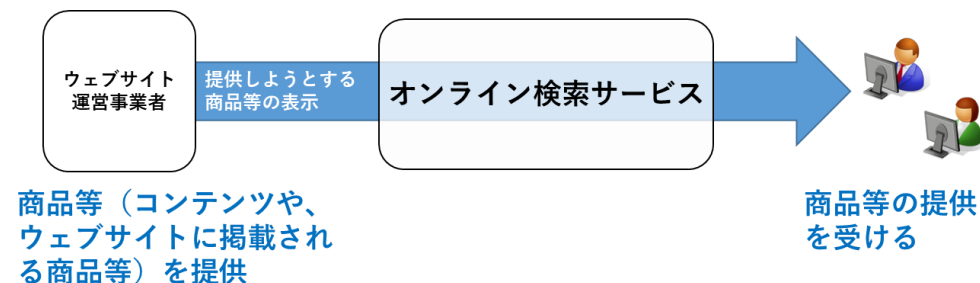 ウェブサイト
運営事業者
提供しようとする
商品等の表示
オンライン検索サービス
商品等（コンテンツや、
ウェブサイトに掲載され
る商品等）を提供
商品等の提供
を受ける